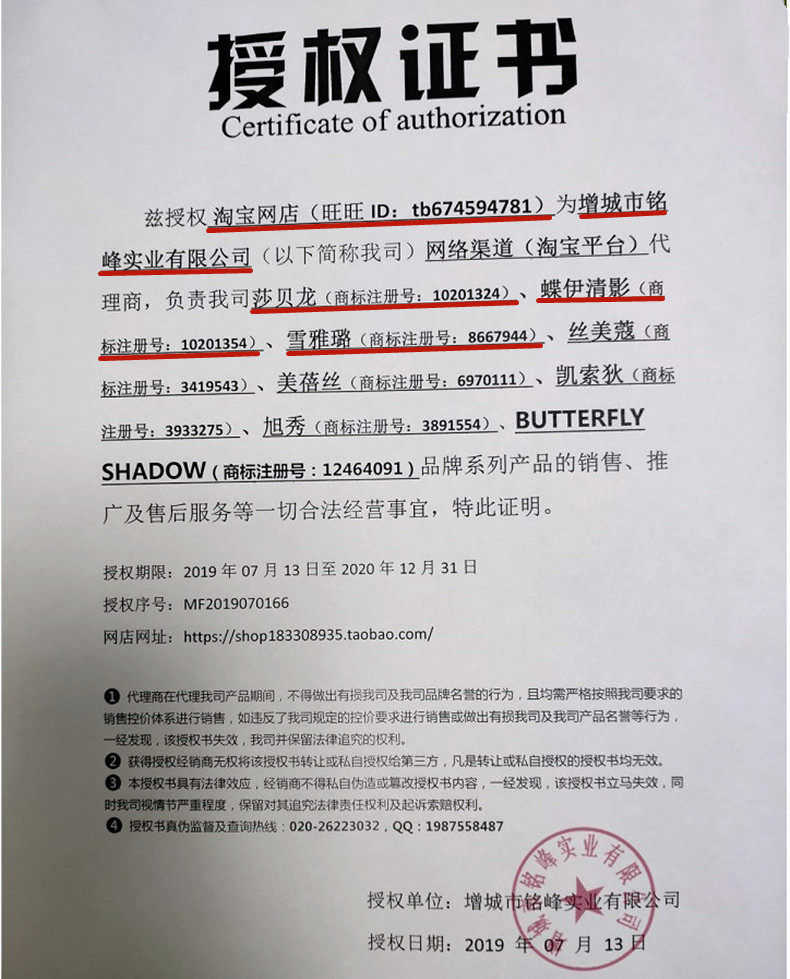 授权证书
Certificate of authorization
兹授权 淘宝网店（旺旺 ID：tb674594781）为增城市铭
峰实业有限公司（以下简称我司）网络渠道（淘宝平台）代
理商，负责我司莎贝龙（商标注册号：10201324）、蝶伊清影（商
标注册号：10201354）、雪雅璐（商标注册号：8667944）、丝美蔻（商
标注册号：3419543）、美蓓丝（商标注册号：6970111）、凯索狄（商标
注册号：3933275）、旭秀（商标注册号：3891554）、BUTTERFLY
SHADOW（商标注册号：12464091）品牌系列产品的销售、推
广及售后服务等一切合法经营事宜，特此证明。
授权期限：2019 年 07 月 13 日至 2020 年 12 月 31 日
授权序号：MF2019070166
网店网址：https://shop183308935.taobao.com/
❶ 代理商在代理我司产品期间，不得做出有损我司及我司品牌名誉的行为，且均需严格按照我司要求的
销售控价体系进行销售，如违反了我司规定的控价要求进行销售或做出有损我司及我司产品名誉等行为，
一经发现，该授权书失效，我司并保留法律追究的权利。
❷ 获得授权经销商无权将该授权书转让或私自授权给第三方，凡是转让或私自授权的授权书均无效。
❸ 本授权书具有法律效应，经销商不得私自伪造或篡改授权书内容，一经发现，该授权书立马失效，同
时我司视情节严重程度，保留对其追究法律责任权利及起诉索赔权利。
❹ 授权书真伪监督及查询热线：020-26223032，QQ：1987558487
增城市铭峰实业有限公司
授权单位：增城市铭峰实业有限公司
授权日期：2019 年 07 月 13 日